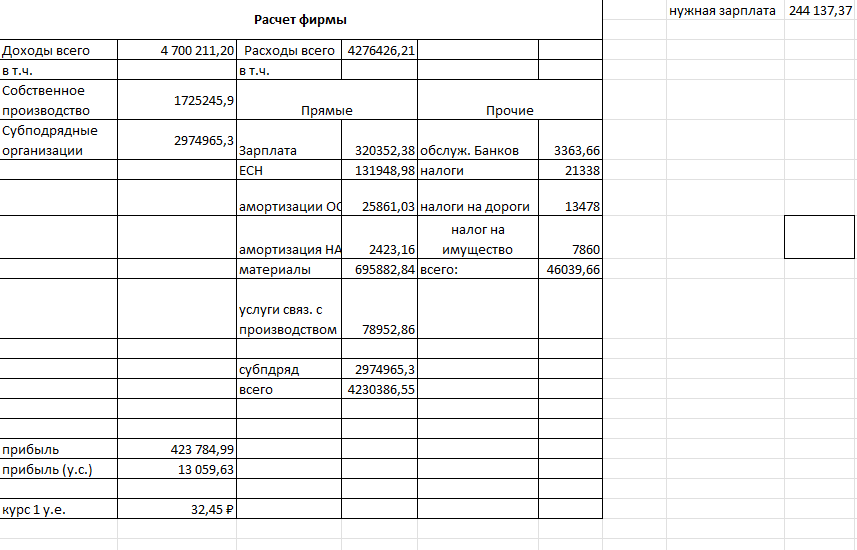 нужная зарплата 244 137,37
Расчет фирмы
Доходы всего 4 700 211,20 Расходы всего 4276426,21
в т.ч. в т.ч.
Собственное
производство 1725245,9 Прямые Прочие
Субподрядные
организации 2974965,3 Зарплата 320352,38 обслуж. Банков 3363,66
ЕСН 131948,98 налоги 21338
амортизации ОС 25861,03 налоги на дороги 13478
налог на
амортизация НА 2423,16 имущество 7860
материалы 695882,84 всего: 46039,66
услуги связ. с
производством 78952,86
субпдряд 2974965,3
всего 4230386,55
прибыль 423 784,99
прибыль (у.с.) 13 059,63
курс 1 у.е. 32,45 ₽